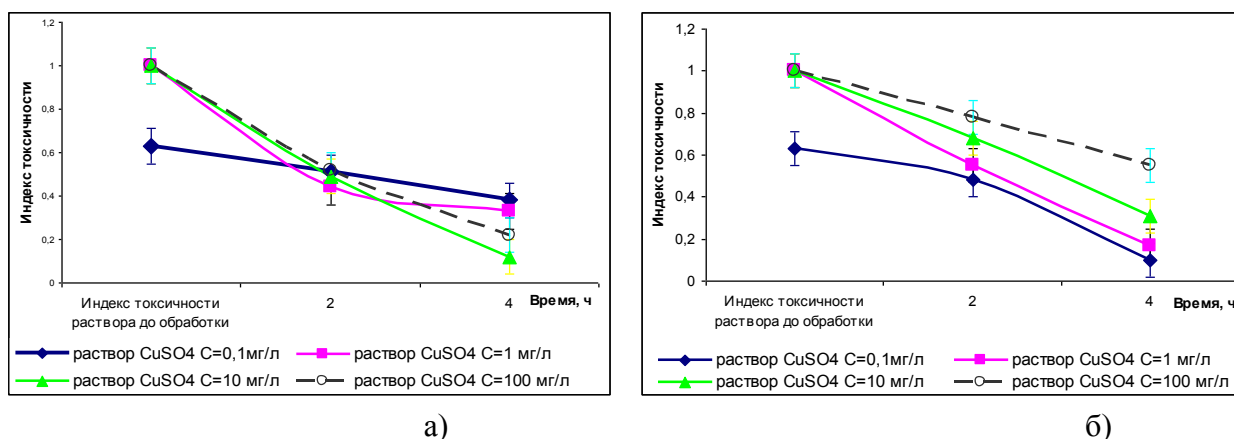 1,2
1
0,8
0,6
0,4
0,2
0
Индекс токсичности
Индекс токсичности
раствора до обработки
2
4
Время, ч
раствор CuSO4 C=0,1мг/л
раствор CuSO4 C=1 мг/л
раствор CuSO4 C=10 мг/л
раствор CuSO4 C=100 мг/л
а)
1,2
1
0,8
0,6
0,4
0,2
0
Индекс токсичности
Индекс токсичности
раствора до обработки
2
4
Время, ч
раствор CuSO4 C=0,1мг/л
раствор CuSO4 C=1 мг/л
раствор CuSO4 C=10 мг/л
раствор CuSO4 C=100 мг/л
б)